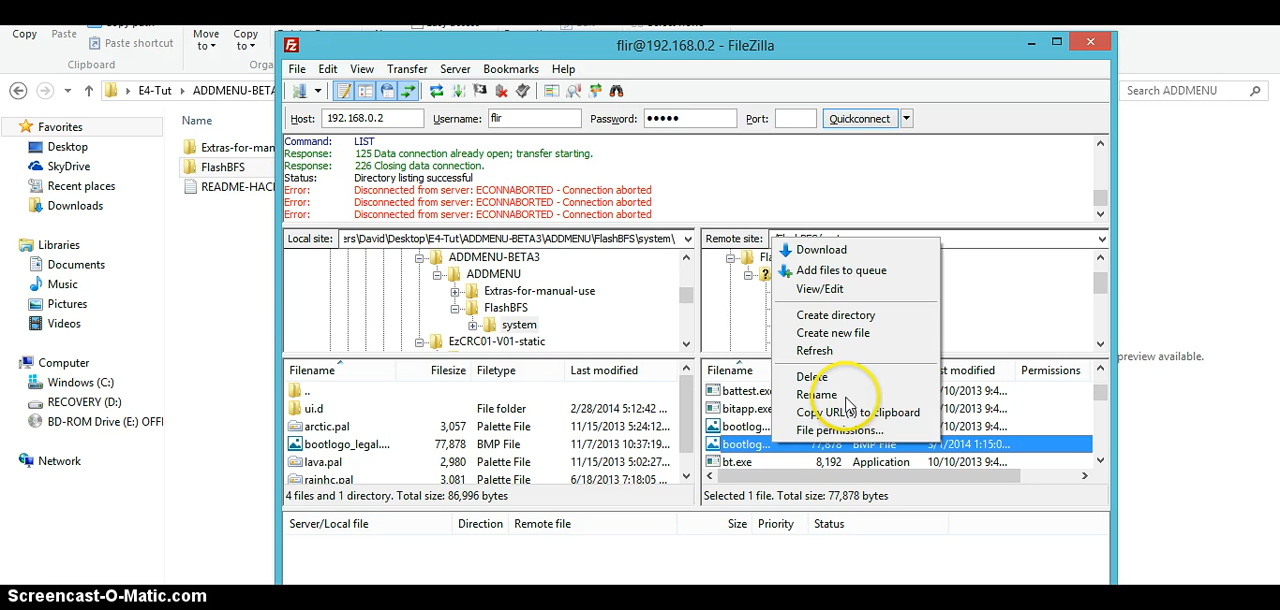 Copy path
Copy
Paste
Paste shortcut
Move to
Copy to
Clipboard
Orga
E4-Tut
ADDMENU-BETA
Search ADDMENU
Favorites
Desktop
SkyDrive
Recent places
Downloads
Libraries
Documents
Music
Pictures
Videos
Computer
Windows (C:)
RECOVERY (D:)
BD-ROM Drive (E:) OFFI
Network
Name
Extras-for-man
FlashBFS
README-HAC
preview available.
flir@192.168.0.2 - FileZilla
File Edit View Transfer Server Bookmarks Help
Host: 192.168.0.2 Username: flir Password: ●●●●● Port: Quickconnect
Command: LIST
Response: 125 Data connection already open; transfer starting.
Response: 226 Closing data connection.
Status: Directory listing successful
Error: Disconnected from server: ECONNABORTED - Connection aborted
Error: Disconnected from server: ECONNABORTED - Connection aborted
Error: Disconnected from server: ECONNABORTED - Connection aborted
Local site: ers\David\Desktop\E4-Tut\ADDMENU-BETA3\ADDMENU\FlashBFS\system\
ADDMENU-BETA3
ADDMENU
Extras-for-manual-use
FlashBFS
system
EzCRC01-V01-static
Filename Filesize Filetype Last modified
..
ui.d File folder 2/28/2014 5:12:42 ...
arctic.pal 3,057 Palette File 11/15/2013 5:24:12...
bootlogo_legal.... 77,878 BMP File 11/7/2013 10:37:19...
lava.pal 2,980 Palette File 11/15/2013 5:02:27...
rainhc.pal 3,081 Palette File 6/18/2013 7:18:05 ...
4 files and 1 directory. Total size: 86,996 bytes
Remote site:
Fla
Download
Add files to queue
View/Edit
Create directory
Create new file
Refresh
Delete
Rename
Copy URL(s) to clipboard
File permissions...
Filename st modified Permissions
battest.exe /10/2013 9:4...
bitapp.exe /10/2013 9:4...
bootlog... /10/2013 9:4...
bootlog... 77,878 BMP File 3/1/2014 1:15:0...
bt.exe 8,192 Application 10/10/2013 9:4...
Selected 1 file. Total size: 77,878 bytes
Server/Local file Direction Remote file Size Priority Status
Screencast-O-Matic.com